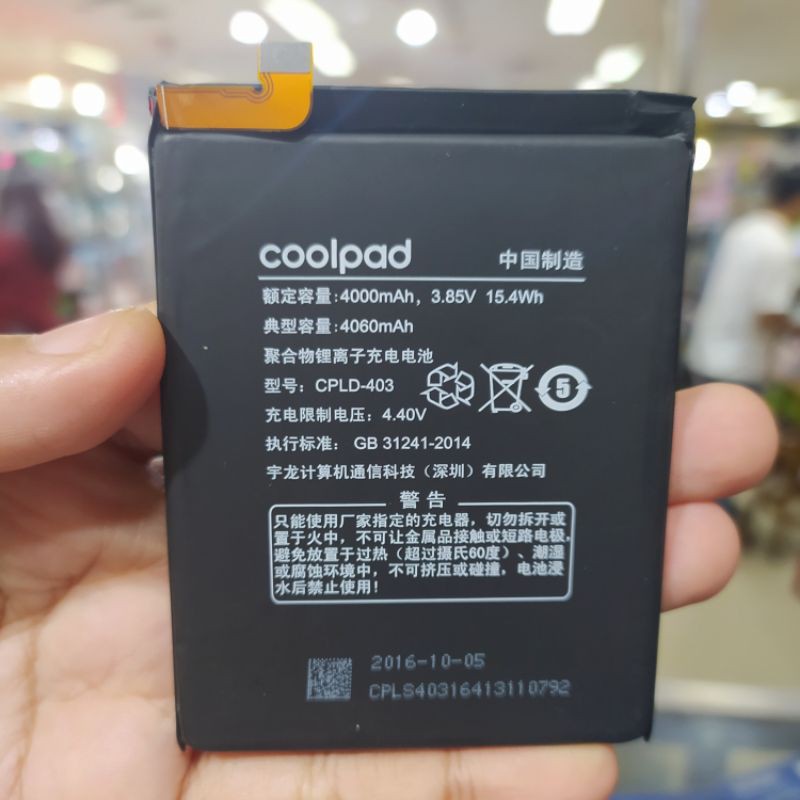 coolpad 中国制造
额定容量:4000mAh, 3.85V 15.4Wh
典型容量:4060mAh
聚合物锂离子充电电池
型号: CPLD-403
5
充电限制电压: 4.40V
执行标准: GB 31241-2014
宇龙计算机通信科技(深圳)有限公司
警告
只能使用厂家指定的充电器,切勿拆开或
置于火中,不可让金属品接触或短路电极,
避免放置于过热(超过摄氏60度)、潮湿
或腐蚀环境中,不可挤压或碰撞,电池浸
水后禁止使用!
2016-10-05
CPLS40316413110792